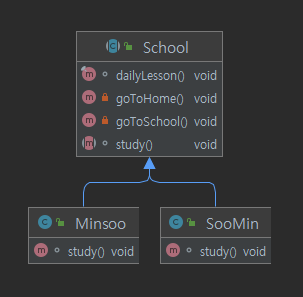 School
dailyLesson() void
goToHome() void
goToSchool() void
study() void
Minsoo
study() void
SooMin
study() void